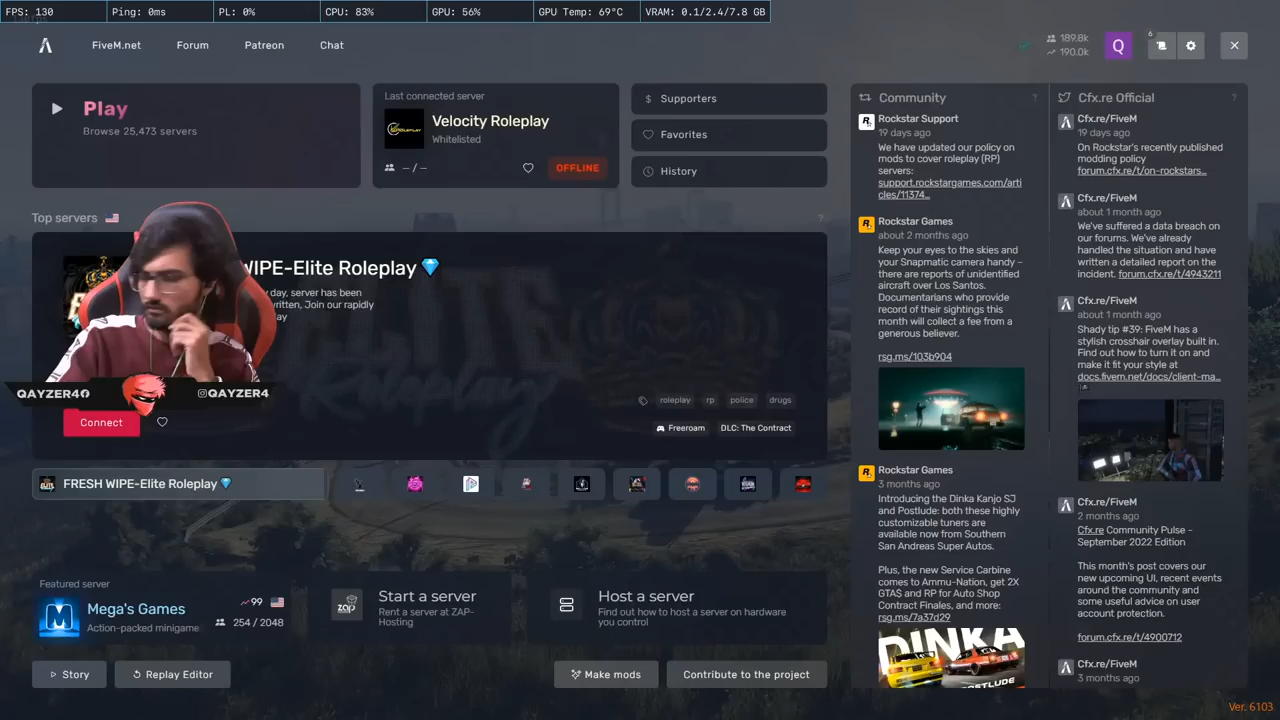 FPS: 130
Ping: 0ms
PL: 0%
CPU: 83%
GPU: 56%
GPU Temp: 69°C
VRAM: 0.1/2.4/7.8 GB
FiveM.net
Forum
Patreon
Chat
189.8k
190.0k
Q
6
Play
Browse 25,473 servers
Last connected server
Velocity Roleplay
Whitelisted
– / –
OFFLINE
$ Supporters
Favorites
History
Top servers
?
WIPE-Elite Roleplay
day, server has been
written, Join our rapidly
QAYZER4
QAYZER4
Connect
roleplay
rp
police
drugs
Freeroam
DLC: The Contract
FRESH WIPE-Elite Roleplay
Featured server
Mega's Games
Action-packed minigame
99
254 / 2048
ZAP
Start a server
Rent a server at ZAP-
Hosting
Host a server
Find out how to host a server on hardware
you control
Story
Replay Editor
Make mods
Contribute to the project
Community
?
Rockstar Support
19 days ago
We have updated our policy on
mods to cover roleplay (RP)
servers:
support.rockstargames.com/arti
cles/11374…
Rockstar Games
about 2 months ago
Keep your eyes to the skies and
your Snapmatic camera handy –
there are reports of unidentified
aircraft over Los Santos.
Documentarians who provide
record of their sightings this
month will collect a fee from a
generous believer.
rsg.ms/103b904
Rockstar Games
3 months ago
Introducing the Dinka Kanjo SJ
and Postlude: both these highly
customizable tuners are
available now from Southern
San Andreas Super Autos.
Plus, the new Service Carbine
comes to Ammu-Nation, get 2X
GTA$ and RP for Auto Shop
Contract Finales, and more:
rsg.ms/7a37d29
DINKA
POSTLUDE
Cfx.re Official
?
Cfx.re/FiveM
19 days ago
On Rockstar's recently published
modding policy
forum.cfx.re/t/on-rockstars…
Cfx.re/FiveM
about 1 month ago
We've suffered a data breach on
our forums. We've already
handled the situation and have
written a detailed report on the
incident. forum.cfx.re/t/4943211
Cfx.re/FiveM
about 1 month ago
Shady tip #39: FiveM has a
stylish crosshair overlay built in.
Find out how to turn it on and
make it fit your style at
docs.fivem.net/docs/client-ma…
Cfx.re/FiveM
2 months ago
Cfx.re Community Pulse –
September 2022 Edition
This month's post covers our
new upcoming UI, recent events
around the community and
some useful advice on user
account protection.
forum.cfx.re/t/4900712
Cfx.re/FiveM
3 months ago
Ver. 6103